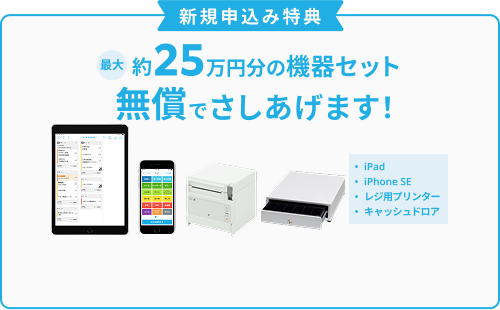 新規申込み特典
最大 約25万円分の機器セット
無償でさしあげます！
• iPad
• iPhone SE
• レジ用プリンター
• キャッシュドロア